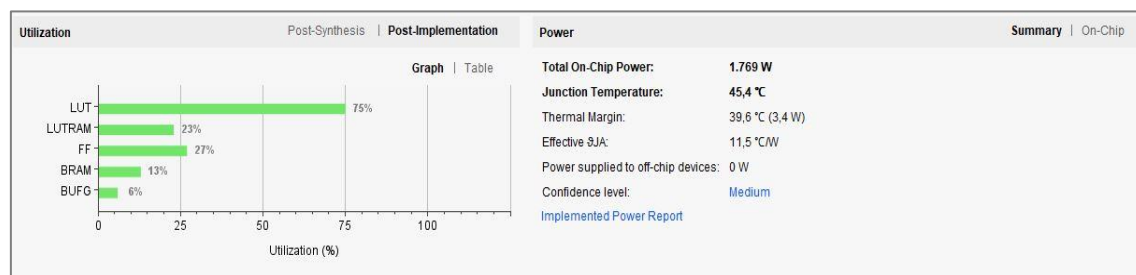 Utilization
Post-Synthesis | Post-Implementation
Graph | Table
LUT 75%
LUTRAM 23%
FF 27%
BRAM 13%
BUFG 6%
0 25 50 75 100
Utilization (%)
Power
Summary | On-Chip
Total On-Chip Power: 1.769 W
Junction Temperature: 45,4 °C
Thermal Margin: 39,6 °C (3,4 W)
Effective ϑJA: 11,5 °C/W
Power supplied to off-chip devices: 0 W
Confidence level: Medium
Implemented Power Report